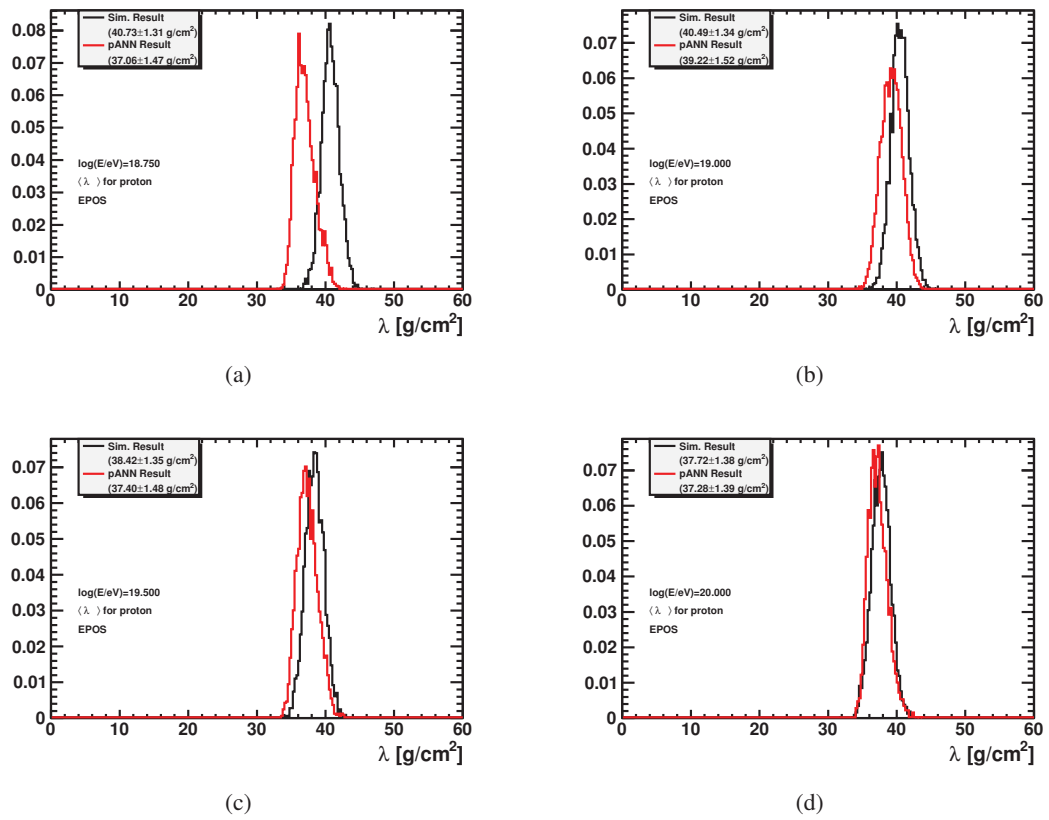 0.08
0.07
0.06
0.05
0.04
0.03
0.02
0.01
0
Sim. Result
(40.73±1.31 g/cm²)
pANN Result
(37.06±1.47 g/cm²)
log(E/eV)=18.750
⟨λ ⟩ for proton
EPOS
0 10 20 30 40 50 60
λ [g/cm²]
(a)
0.07
0.06
0.05
0.04
0.03
0.02
0.01
0
Sim. Result
(40.49±1.34 g/cm²)
pANN Result
(39.22±1.52 g/cm²)
log(E/eV)=19.000
⟨λ ⟩ for proton
EPOS
0 10 20 30 40 50 60
λ [g/cm²]
(b)
0.07
0.06
0.05
0.04
0.03
0.02
0.01
0
Sim. Result
(38.42±1.35 g/cm²)
pANN Result
(37.40±1.48 g/cm²)
log(E/eV)=19.500
⟨λ ⟩ for proton
EPOS
0 10 20 30 40 50 60
λ [g/cm²]
(c)
0.07
0.06
0.05
0.04
0.03
0.02
0.01
0
Sim. Result
(37.72±1.38 g/cm²)
pANN Result
(37.28±1.39 g/cm²)
log(E/eV)=20.000
⟨λ ⟩ for proton
EPOS
0 10 20 30 40 50 60
λ [g/cm²]
(d)